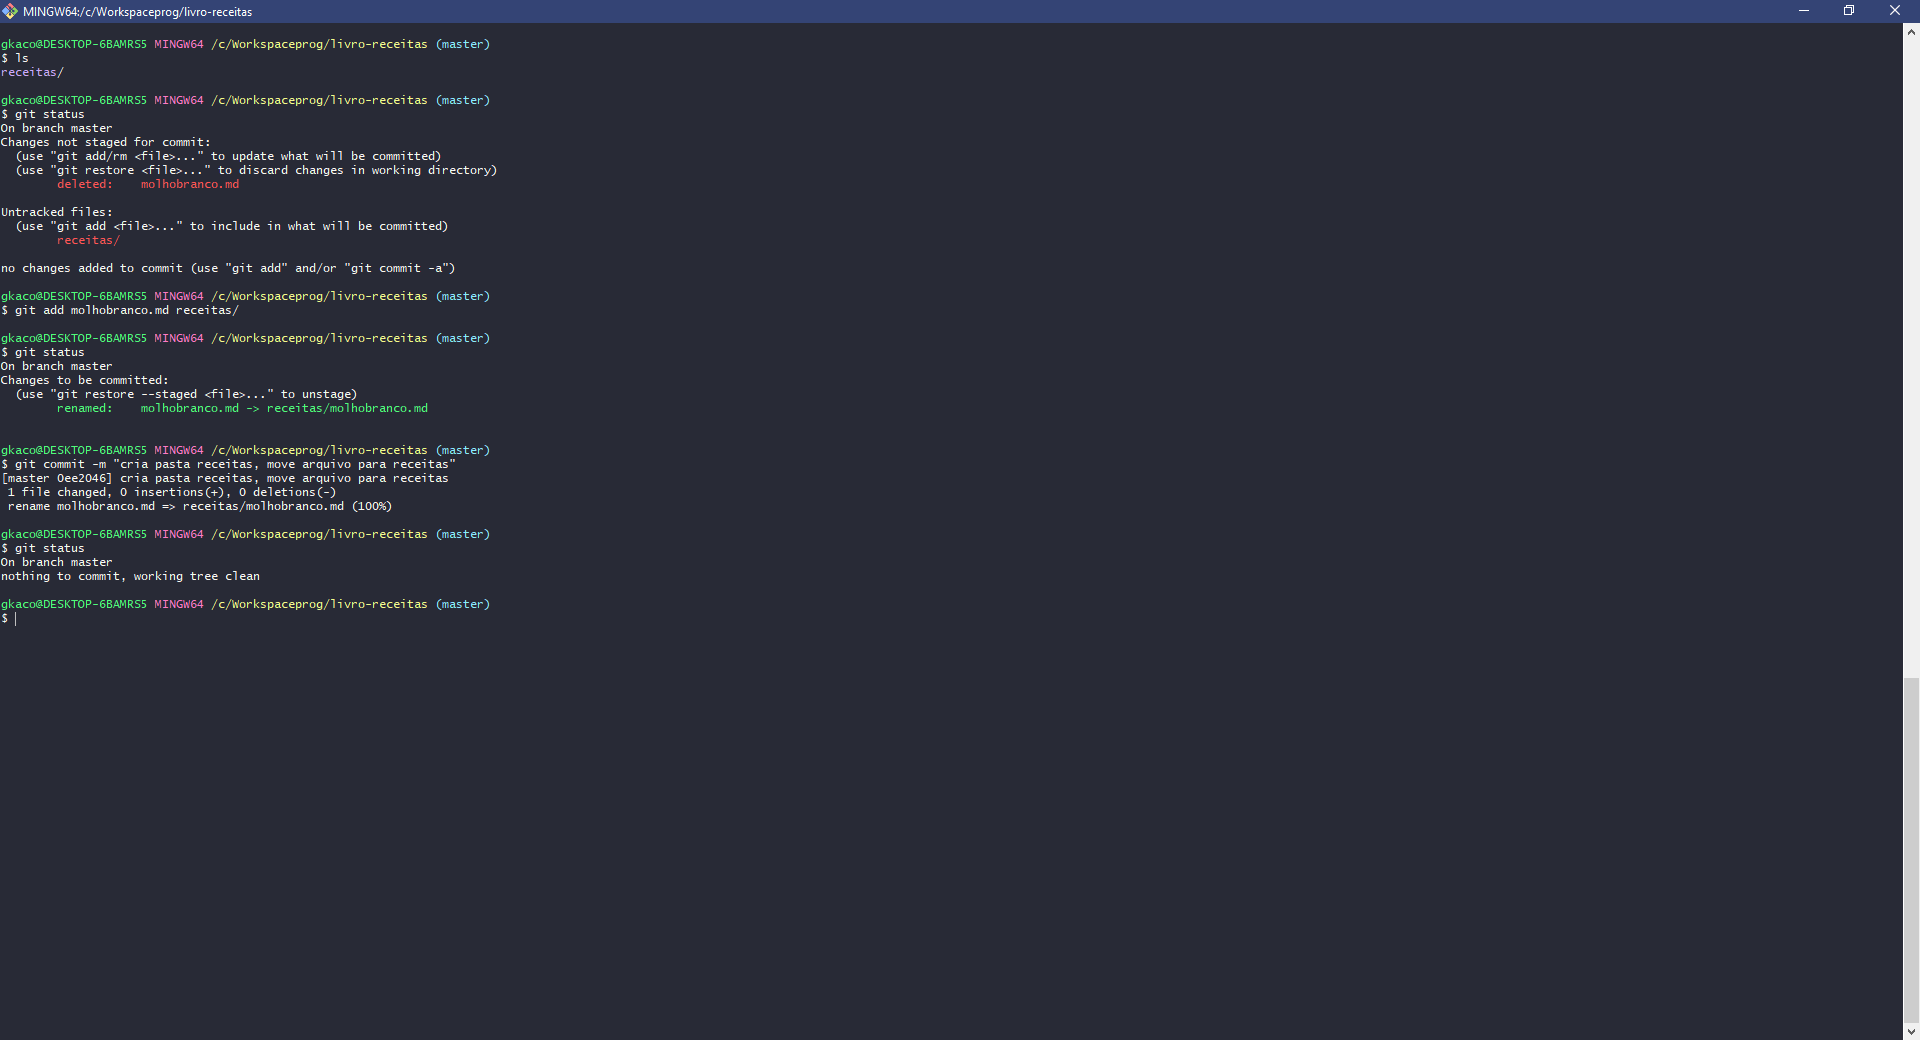 MINGW64:/c/Workspaceprog/livro-receitas
gkaco@DESKTOP-6BAMRS5 MINGW64 /c/Workspaceprog/livro-receitas (master)
$ ls
receitas/
gkaco@DESKTOP-6BAMRS5 MINGW64 /c/Workspaceprog/livro-receitas (master)
$ git status
On branch master
Changes not staged for commit:
  (use "git add/rm <file>..." to update what will be committed)
  (use "git restore <file>..." to discard changes in working directory)
        deleted:    molhobranco.md
Untracked files:
  (use "git add <file>..." to include in what will be committed)
        receitas/
no changes added to commit (use "git add" and/or "git commit -a")
gkaco@DESKTOP-6BAMRS5 MINGW64 /c/Workspaceprog/livro-receitas (master)
$ git add molhobranco.md receitas/
gkaco@DESKTOP-6BAMRS5 MINGW64 /c/Workspaceprog/livro-receitas (master)
$ git status
On branch master
Changes to be committed:
  (use "git restore --staged <file>..." to unstage)
        renamed:    molhobranco.md -> receitas/molhobranco.md
gkaco@DESKTOP-6BAMRS5 MINGW64 /c/Workspaceprog/livro-receitas (master)
$ git commit -m "cria pasta receitas, move arquivo para receitas"
[master 0ee2046] cria pasta receitas, move arquivo para receitas
 1 file changed, 0 insertions(+), 0 deletions(-)
 rename molhobranco.md => receitas/molhobranco.md (100%)
gkaco@DESKTOP-6BAMRS5 MINGW64 /c/Workspaceprog/livro-receitas (master)
$ git status
On branch master
nothing to commit, working tree clean
gkaco@DESKTOP-6BAMRS5 MINGW64 /c/Workspaceprog/livro-receitas (master)
$